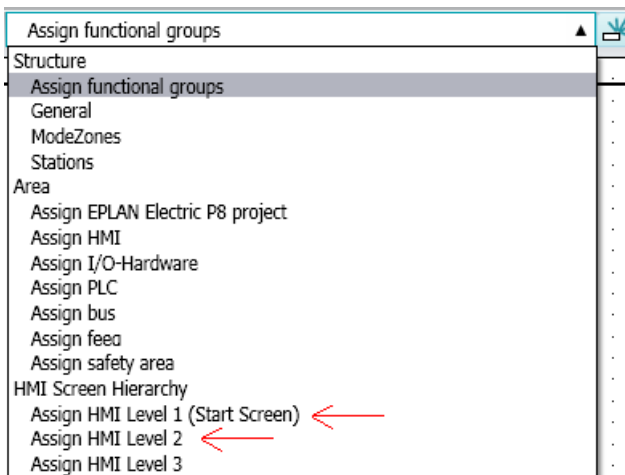 Assign functional groups
Structure
Assign functional groups
General
ModeZones
Stations
Area
Assign EPLAN Electric P8 project
Assign HMI
Assign I/O-Hardware
Assign PLC
Assign bus
Assign feed
Assign safety area
HMI Screen Hierarchy
Assign HMI Level 1 (Start Screen)
Assign HMI Level 2
Assign HMI Level 3